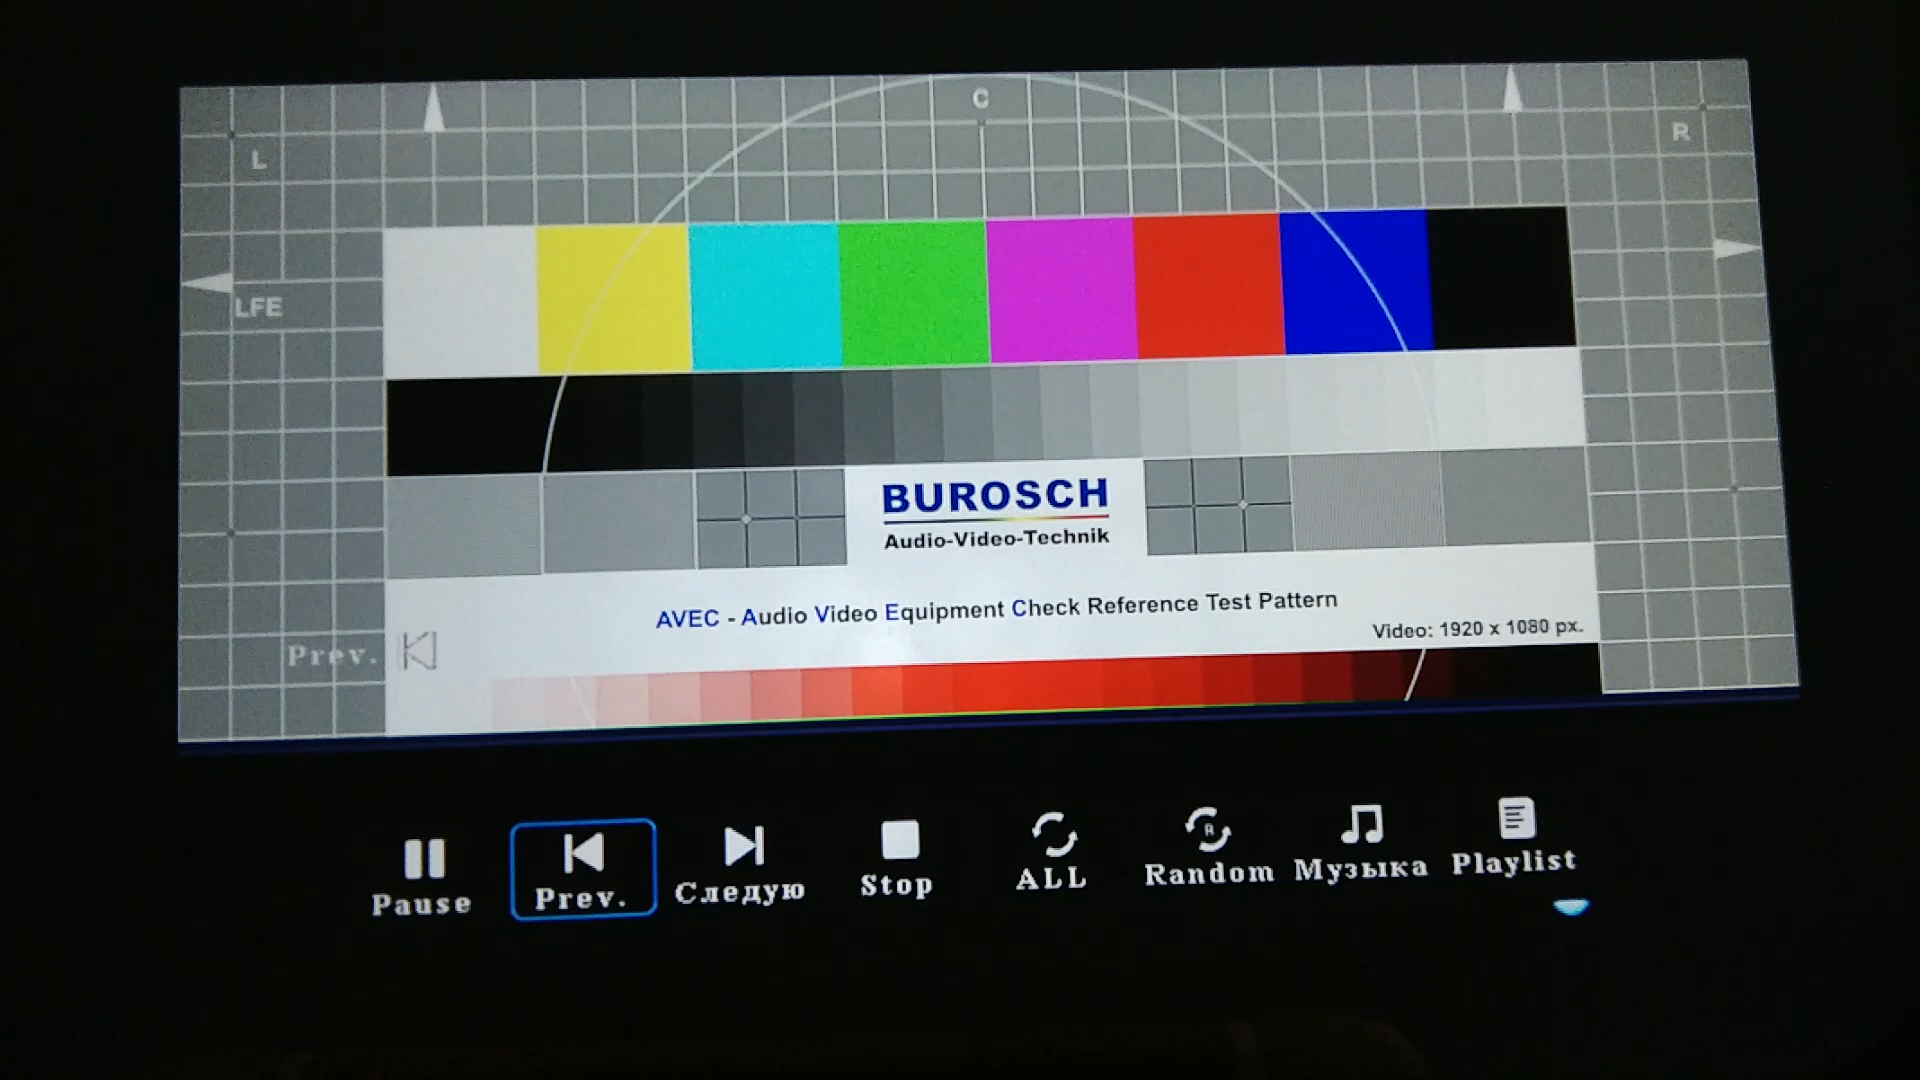 C
L
R
LFE
BUROSCH
Audio-Video-Technik
AVEC - Audio Video Equipment Check Reference Test Pattern
Video: 1920 x 1080 px.
Prev.
Pause
Prev.
Следую
Stop
ALL
R
Random
Музыка
Playlist